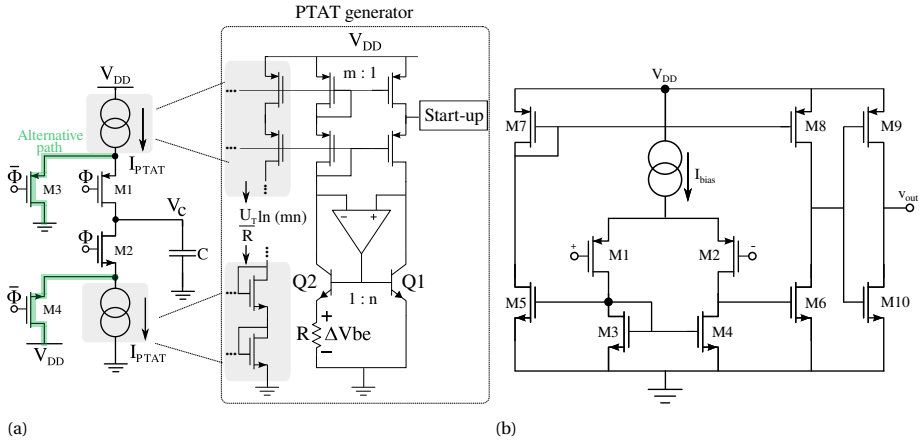 PTAT generator
V_DD
V_DD
m : 1
Start-up
Alternative
path
I_PTAT
Φ̄
M3
Φ
M1
V_c
C
Φ
M2
Φ̄
M4
V_DD
I_PTAT
U_T ln (mn)
R
− +
Q2
Q1
1 : n
+
R ΔVbe
−
(a)
V_DD
M7
M8
M9
I_bias
v_out
+
M1
M2
-
M5
M3
M4
M6
M10
(b)